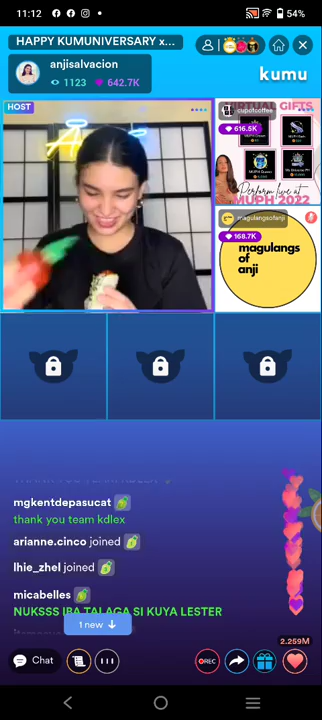 11:12
54%
HAPPY KUMUNIVERSARY x...
anjisalvacion
1123 642.7K
kumu
HOST
cupofcoffee
616.5K
VIRTUAL GIFTS
Perform live at
MUPH 2022
magulangsofanji
168.7K
magulangs
of
anji
mgkentdepasucat
thank you team kdlex
arianne.cinco joined
lhie_zhel joined
micabelles
NUKSSS IBA TALAGA SI KUYA LESTER
1 new
2.259M
Chat
REC